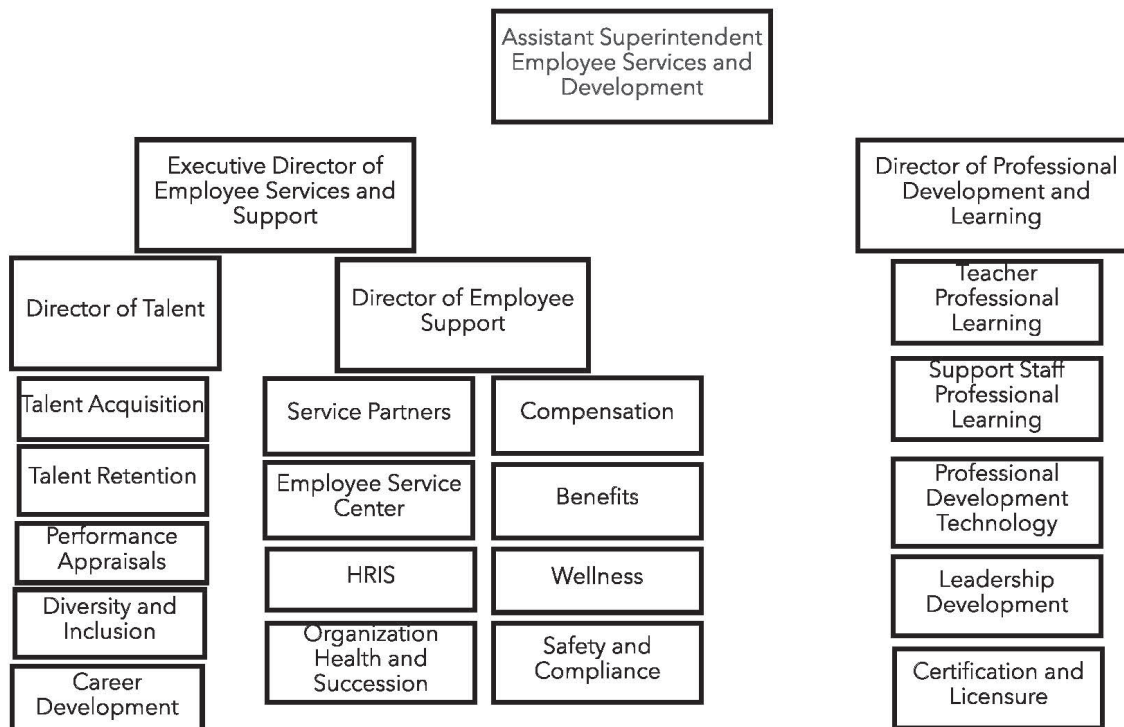 Assistant Superintendent
Employee Services and
Development
Executive Director of
Employee Services and
Support
Director of Professional
Development and
Learning
Director of Talent
Director of Employee
Support
Talent Acquisition
Talent Retention
Performance
Appraisals
Diversity and
Inclusion
Career
Development
Service Partners
Employee Service
Center
HRIS
Organization
Health and
Succession
Compensation
Benefits
Wellness
Safety and
Compliance
Teacher
Professional
Learning
Support Staff
Professional
Learning
Professional
Development
Technology
Leadership
Development
Certification and
Licensure